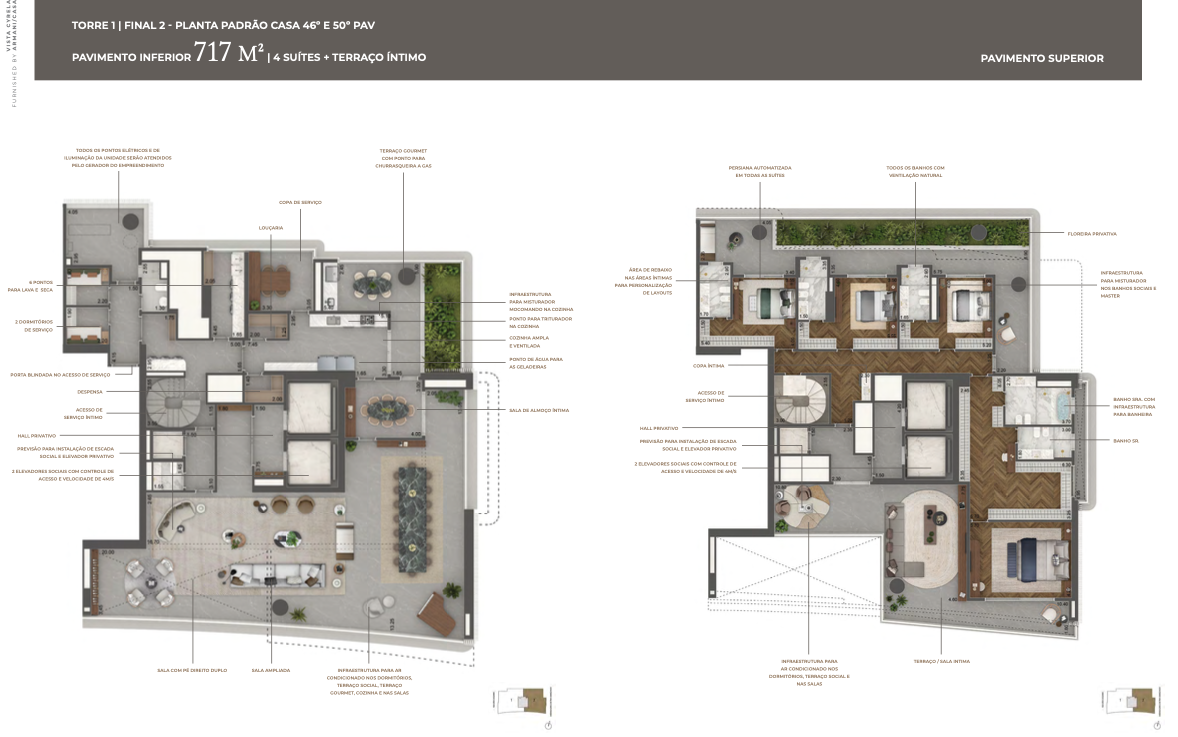 VISTA CYRELA
FURNISHED BY ARMANI/CASA
TORRE 1 | FINAL 2 - PLANTA PADRÃO CASA 46º E 50º PAV
PAVIMENTO INFERIOR 717 M² | 4 SUÍTES + TERRAÇO ÍNTIMO
PAVIMENTO SUPERIOR
TODOS OS PONTOS ELÉTRICOS E DE
ILUMINAÇÃO DA UNIDADE SERÃO ATENDIDOS
PELO GERADOR DO EMPREENDIMENTO
TERRAÇO GOURMET
COM PONTO PARA
CHURRASQUEIRA A GAS
COPA DE SERVIÇO
LOUÇARIA
6 PONTOS
PARA LAVA E SECA
2 DORMITÓRIOS
DE SERVIÇO
PORTA BLINDADA NO ACESSO DE SERVIÇO
DESPENSA
ACESSO DE
SERVIÇO ÍNTIMO
HALL PRIVATIVO
PREVISÃO PARA INSTALAÇÃO DE ESCADA
SOCIAL E ELEVADOR PRIVATIVO
2 ELEVADORES SOCIAIS COM CONTROLE DE
ACESSO E VELOCIDADE DE 4M/S
INFRAESTRUTURA
PARA MISTURADOR
MOCOMANDO NA COZINHA
PONTO PARA TRITURADOR
NA COZINHA
COZINHA AMPLA
E VENTILADA
PONTO DE ÁGUA PARA
AS GELADEIRAS
SALA DE ALMOÇO ÍNTIMA
SALA COM PÉ DIREITO DUPLO
SALA AMPLIADA
INFRAESTRUTURA PARA AR
CONDICIONADO NOS DORMITÓRIOS,
TERRAÇO SOCIAL, TERRAÇO
GOURMET, COZINHA E NAS SALAS
PERSIANA AUTOMATIZADA
EM TODAS AS SUÍTES
TODOS OS BANHOS COM
VENTILAÇÃO NATURAL
FLOREIRA PRIVATIVA
ÁREA DE REBAIXO
NAS ÁREAS ÍNTIMAS
PARA PERSONALIZAÇÃO
DE LAYOUTS
INFRAESTRUTURA
PARA MISTURADOR
NOS BANHOS SOCIAIS E
MASTER
COPA ÍNTIMA
ACESSO DE
SERVIÇO ÍNTIMO
HALL PRIVATIVO
PREVISÃO PARA INSTALAÇÃO DE ESCADA
SOCIAL E ELEVADOR PRIVATIVO
2 ELEVADORES SOCIAIS COM CONTROLE DE
ACESSO E VELOCIDADE DE 4M/S
BANHO SRA. COM
INFRAESTRUTURA
PARA BANHEIRA
BANHO SR.
INFRAESTRUTURA PARA
AR CONDICIONADO NOS
DORMITÓRIOS, TERRAÇO SOCIAL E
NAS SALAS
TERRAÇO / SALA INTIMA